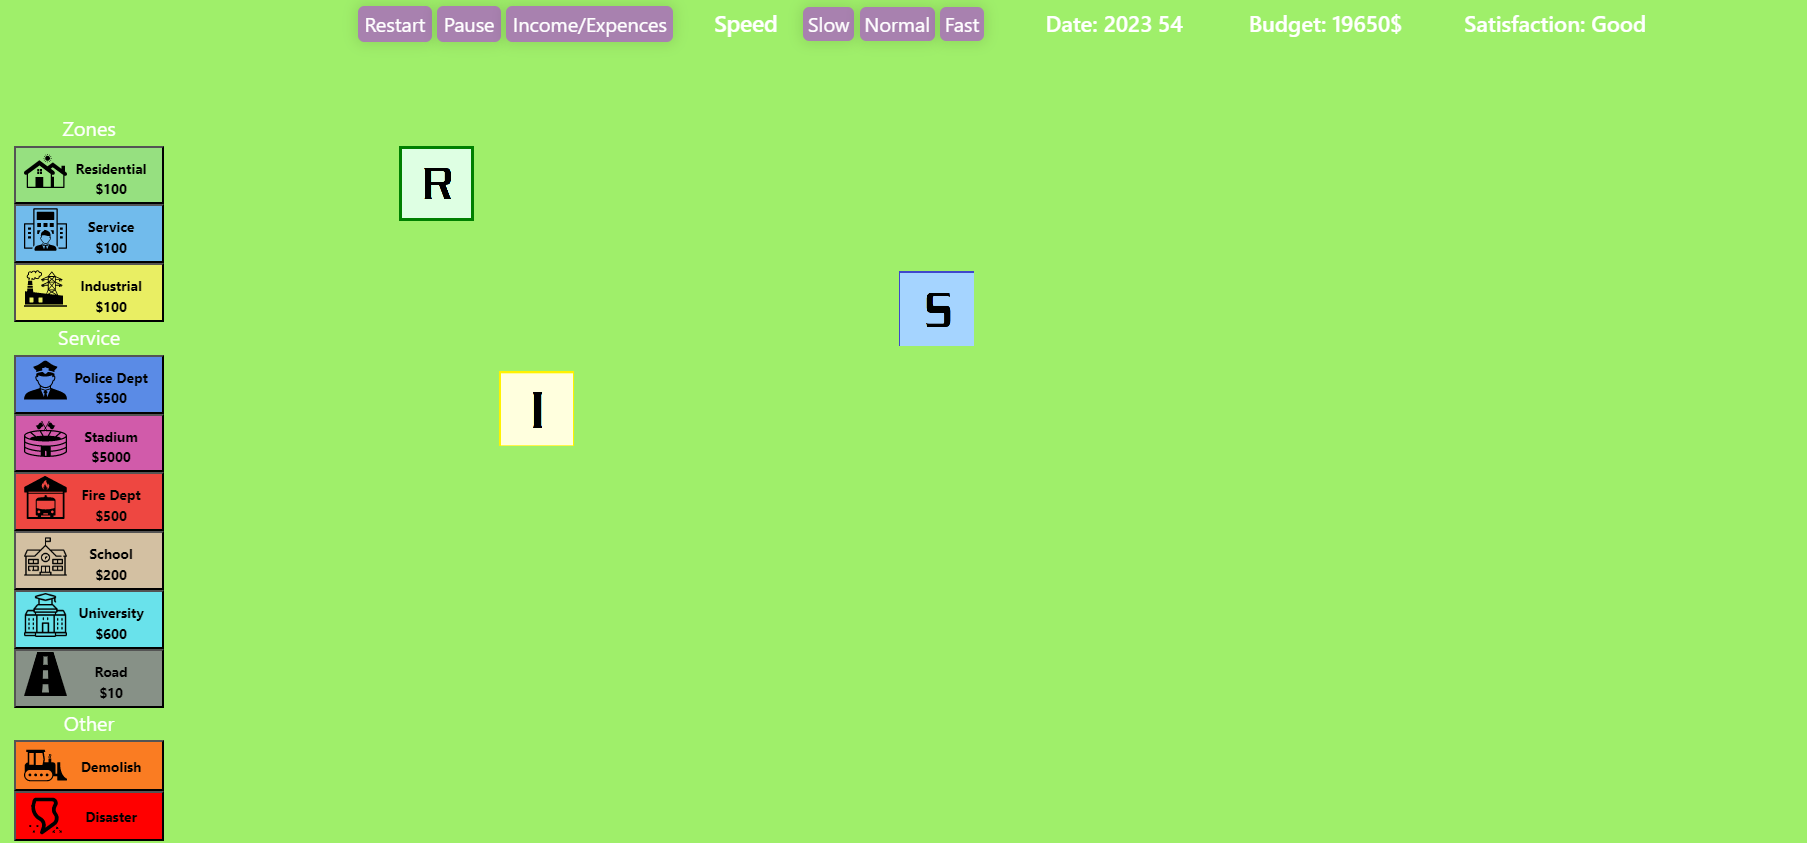 Restart Pause Income/Expences Speed Slow Normal Fast Date: 2023 54 Budget: 19650$ Satisfaction: Good
Zones
Residential
$100
Service
$100
Industrial
$100
Service
Police Dept
$500
Stadium
$5000
Fire Dept
$500
School
$200
University
$600
Road
$10
Other
Demolish
Disaster
R
S
I